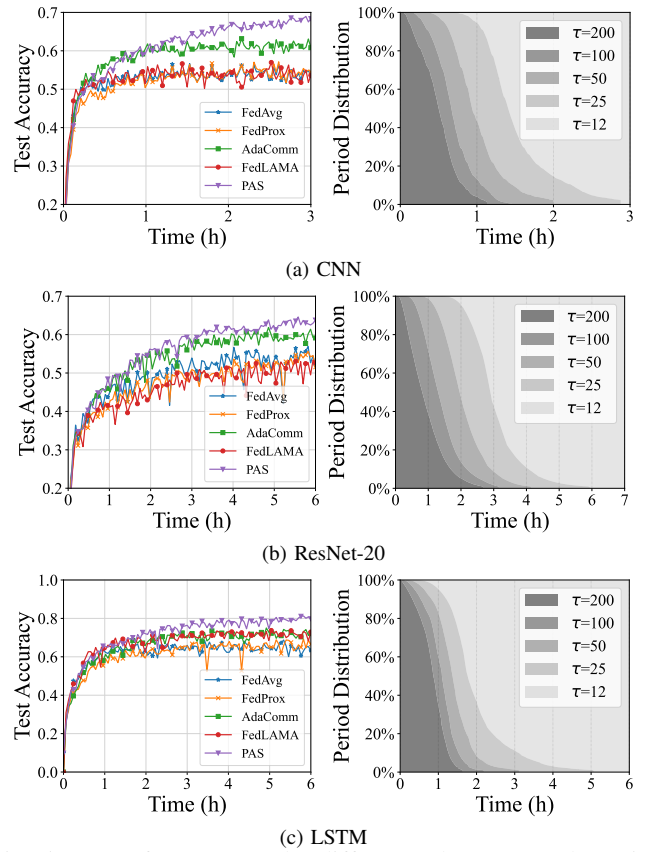 0.7
0.6
0.5
0.4
0.3
0.2
Test Accuracy
0
1
2
3
Time (h)
FedAvg
FedProx
AdaComm
FedLAMA
PAS
100%
80%
60%
40%
20%
0%
Period Distribution
0
1
2
3
Time (h)
τ=200
τ=100
τ=50
τ=25
τ=12
(a) CNN
0.7
0.6
0.5
0.4
0.3
0.2
Test Accuracy
0
1
2
3
4
5
6
Time (h)
FedAvg
FedProx
AdaComm
FedLAMA
PAS
100%
80%
60%
40%
20%
0%
Period Distribution
0
1
2
3
4
5
6
7
Time (h)
τ=200
τ=100
τ=50
τ=25
τ=12
(b) ResNet-20
1.0
0.8
0.6
0.4
0.2
0.0
Test Accuracy
0
1
2
3
4
5
6
Time (h)
FedAvg
FedProx
AdaComm
FedLAMA
PAS
100%
80%
60%
40%
20%
0%
Period Distribution
0
1
2
3
4
5
6
Time (h)
τ=200
τ=100
τ=50
τ=25
τ=12
(c) LSTM